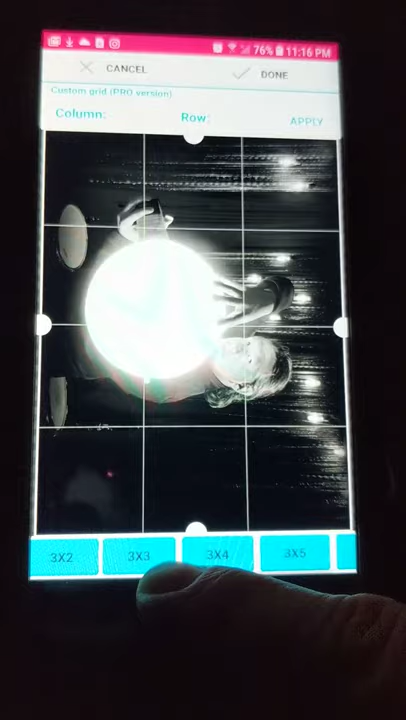 76% 11:16 PM
CANCEL DONE
Custom grid (PRO version)
Column: Row: APPLY
3X2 3X3 3X4 3X5